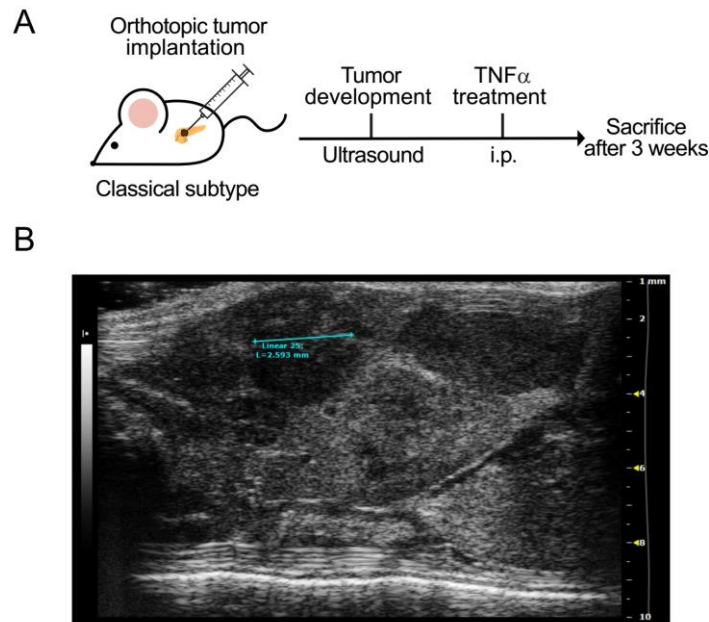 A
Orthotopic tumor
implantation
Classical subtype
Tumor
development
Ultrasound
TNFα
treatment
i.p.
Sacrifice
after 3 weeks
B
1 mm
2
4
6
8
10
Linear 25;
L=2.593 mm